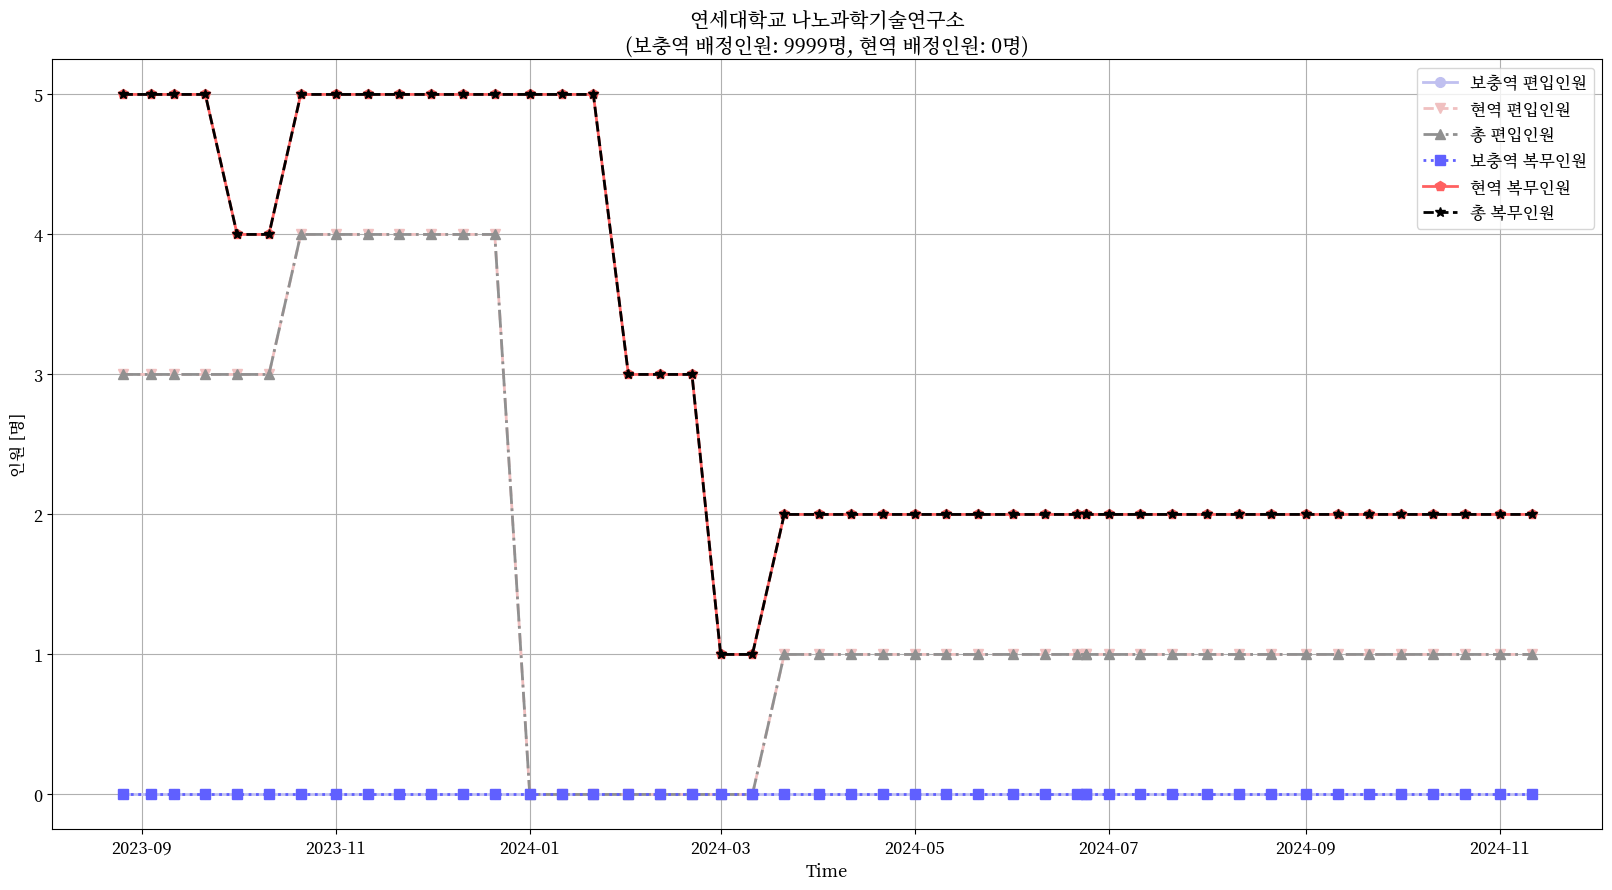 연세대학교 나노과학기술연구소
(보충역 배정인원: 9999명, 현역 배정인원: 0명)
보충역 편입인원
현역 편입인원
총 편입인원
보충역 복무인원
현역 복무인원
총 복무인원
인원 [명]
5
4
3
2
1
0
2023-09
2023-11
2024-01
2024-03
2024-05
2024-07
2024-09
2024-11
Time